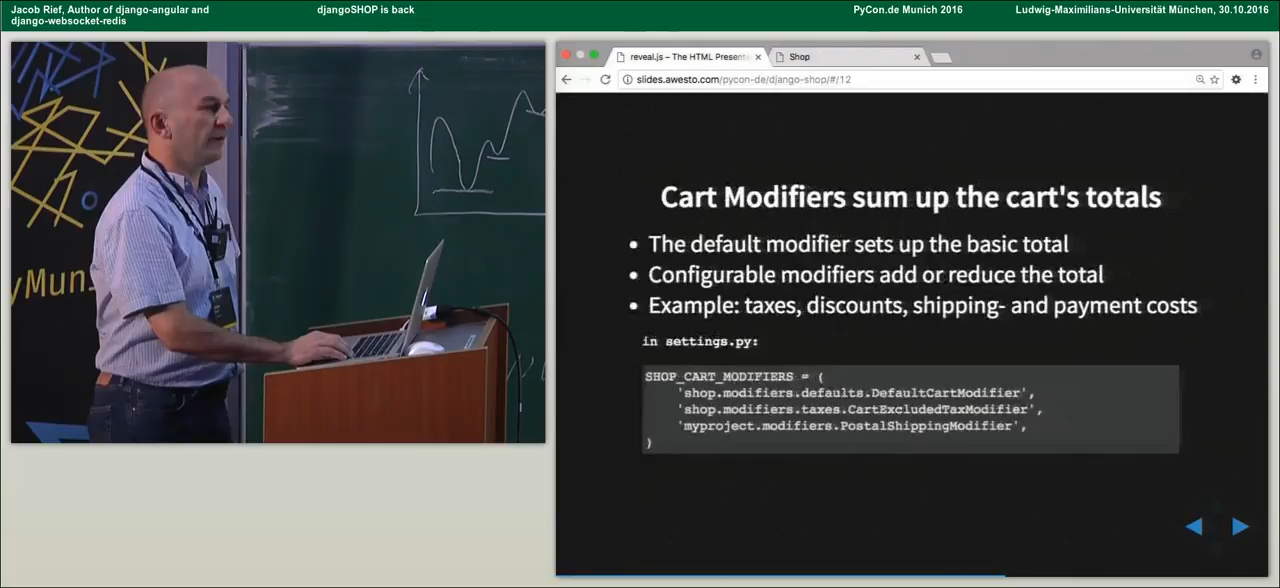 Jacob Rief, Author of django-angular and
django-websocket-redis
djangoSHOP is back
PyCon.de Munich 2016
Ludwig-Maximilians-Universität München, 30.10.2016
yMun
reveal.js – The HTML Presenta
Shop
slides.awesto.com/pycon-de/django-shop/#/12
Cart Modifiers sum up the cart's totals
• The default modifier sets up the basic total
• Configurable modifiers add or reduce the total
• Example: taxes, discounts, shipping- and payment costs
in settings.py:
SHOP_CART_MODIFIERS = (
'shop.modifiers.defaults.DefaultCartModifier',
'shop.modifiers.taxes.CartExcludedTaxModifier',
'myproject.modifiers.PostalShippingModifier',
)